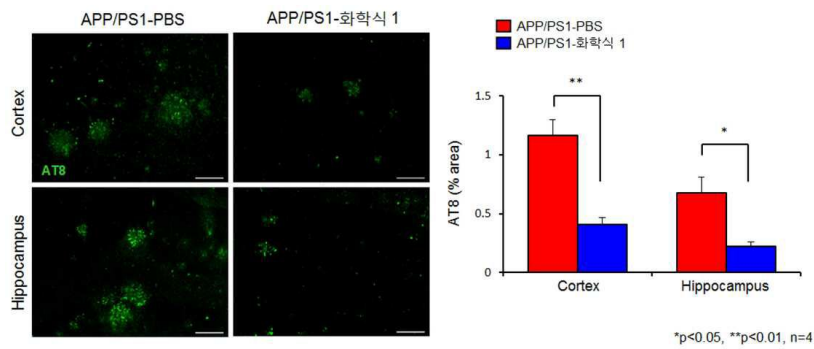 APP/PS1-PBS
APP/PS1-화학식 1
Cortex
AT8
Hippocampus
APP/PS1-PBS
APP/PS1-화학식 1
**
*
1.5
1
0.5
0
AT8 (% area)
Cortex
Hippocampus
*p<0.05, **p<0.01, n=4